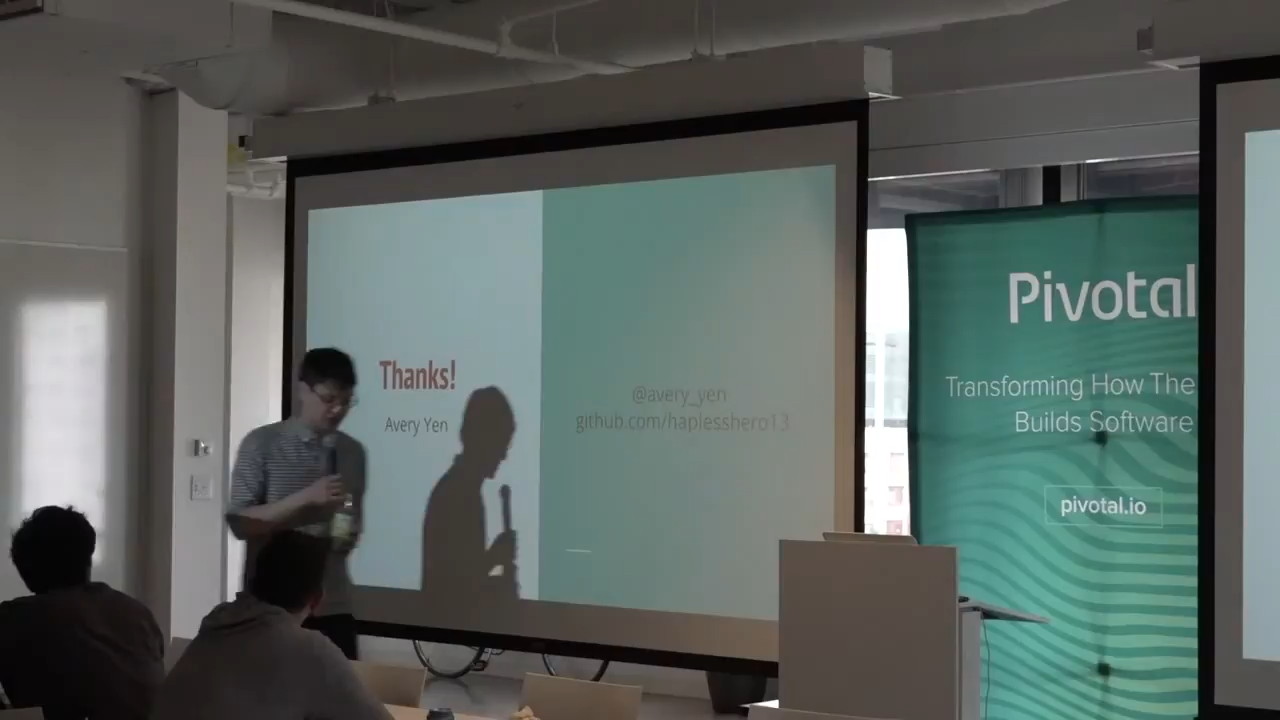 Thanks!
Avery Yen
@avery_yen
github.com/haplesshero13
Pivotal
Transforming How The
Builds Software
pivotal.io